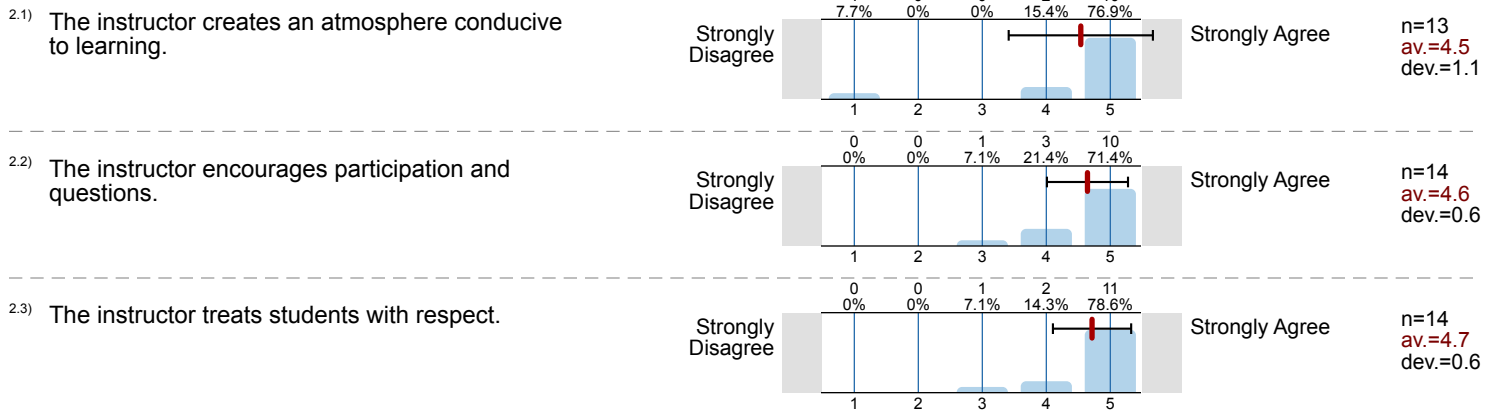 7.7% 0% 0% 15.4% 76.9%
2.1) The instructor creates an atmosphere conducive
to learning.
Strongly
Disagree
Strongly Agree
n=13
av.=4.5
dev.=1.1
1 2 3 4 5
0 0 1 3 10
0% 0% 7.1% 21.4% 71.4%
2.2) The instructor encourages participation and
questions.
Strongly
Disagree
Strongly Agree
n=14
av.=4.6
dev.=0.6
1 2 3 4 5
0 0 1 2 11
0% 0% 7.1% 14.3% 78.6%
2.3) The instructor treats students with respect.
Strongly
Disagree
Strongly Agree
n=14
av.=4.7
dev.=0.6
1 2 3 4 5